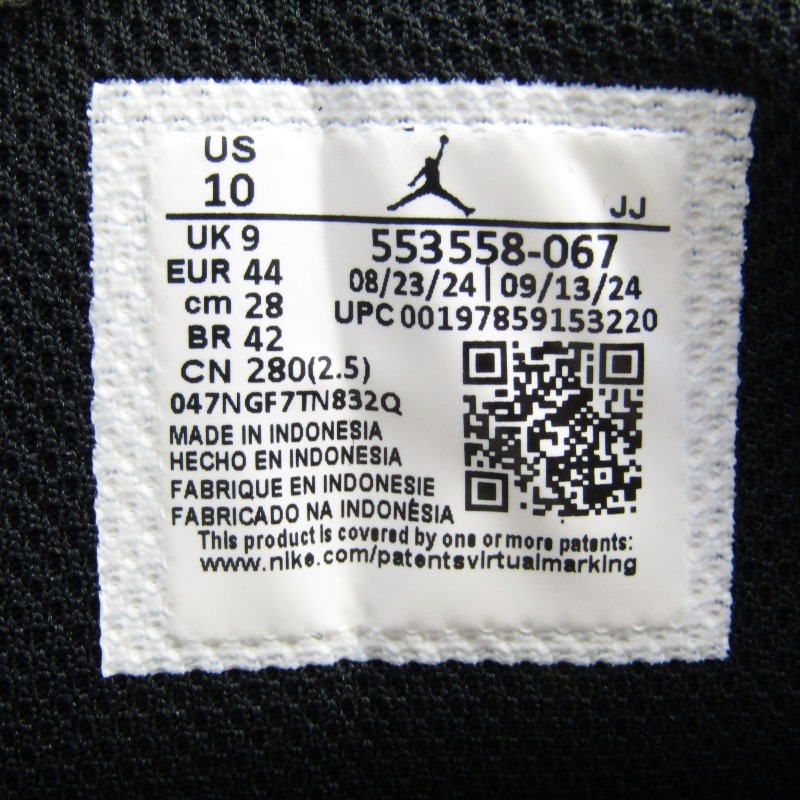 US
10
JJ
UK 9
EUR 44
cm 28
BR 42
CN 280(2.5)
553558-067
08/23/24 | 09/13/24
UPC 00197859153220
047NGF7TN832Q
MADE IN INDONESIA
HECHO EN INDONESIA
FABRIQUE EN INDONESIE
FABRICADO NA INDONÉSIA
This product is covered by one or more patents:
www.nike.com/patentsvirtualmarking